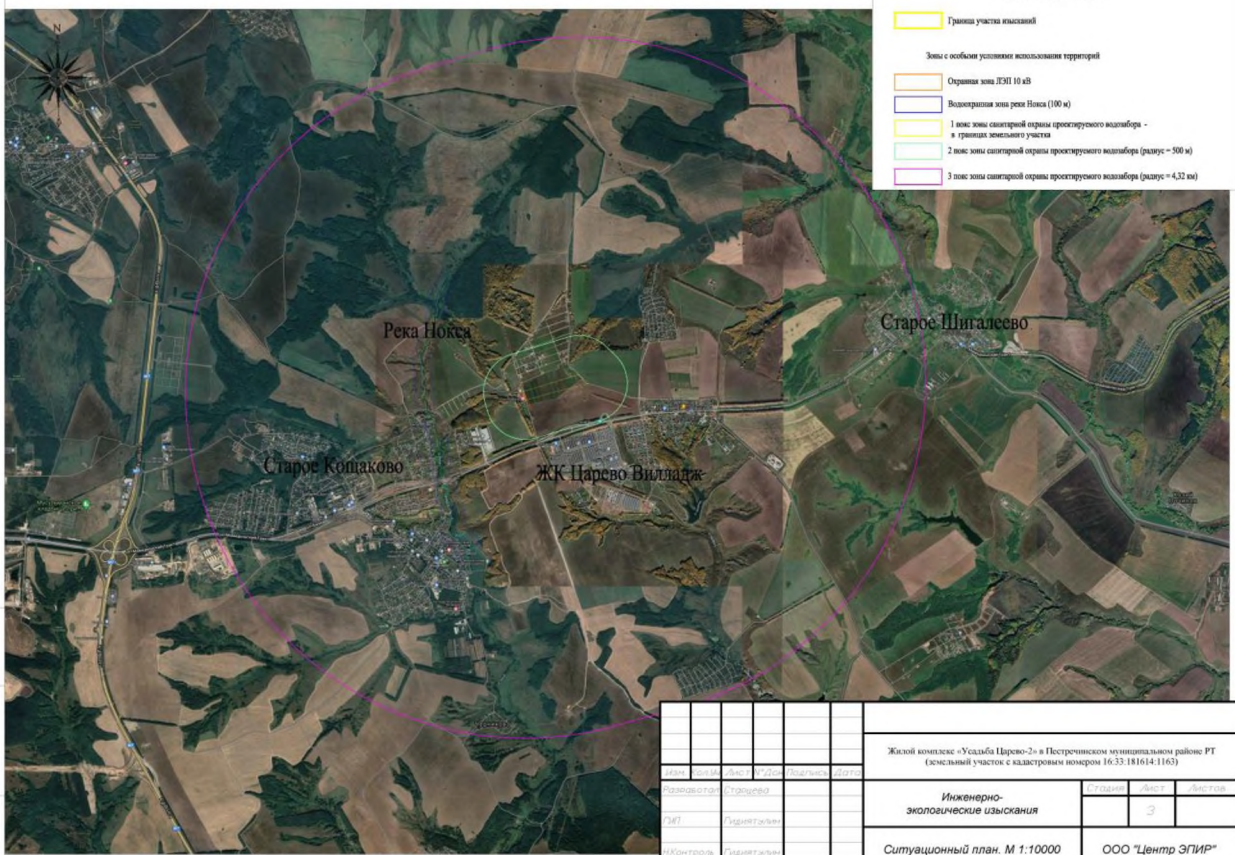 Граница участка изысканий
Зоны с особыми условиями использования территорий
Охранная зона ЛЭП 10 кВ
Водоохранная зона реки Нокса (100 м)
1 пояс зоны санитарной охраны проектируемого водозабора -
в границах земельного участка
2 пояс зоны санитарной охраны проектируемого водозабора (радиус = 500 м)
3 пояс зоны санитарной охраны проектируемого водозабора (радиус = 4,32 км)
N
Река Нокса
Старое Шигалеево
Старое Кощаково
ЖК Царево Вилладж
Жилой комплекс «Усадьба Царево-2» в Пестречинском муниципальном районе РТ
(земельный участок с кадастровым номером 16:33:181614:1163)
Изм. Кол.Уч Лист №Док Подпись Дата
Разработал Старцева
ГИП Гидиятуллин
Н.Контроль Гидиятуллин
Инженерно-
экологические изыскания
Стадия Лист Листов
3
Ситуационный план. М 1:10000
ООО "Центр ЭПИР"